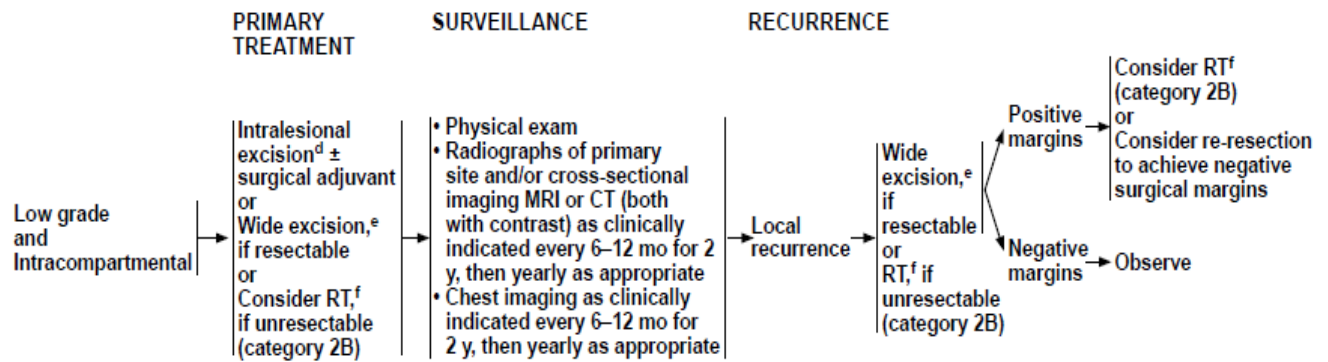 PRIMARY
TREATMENT
SURVEILLANCE
RECURRENCE
Low grade
and
Intracompartmental
Intralesional
excisionᵈ ±
surgical adjuvant
or
Wide excision,ᵉ
if resectable
or
Consider RT,ᶠ
if unresectable
(category 2B)
• Physical exam
• Radiographs of primary
site and/or cross-sectional
imaging MRI or CT (both
with contrast) as clinically
indicated every 6–12 mo for 2
y, then yearly as appropriate
• Chest imaging as clinically
indicated every 6–12 mo for
2 y, then yearly as appropriate
Local
recurrence
Wide
excision,ᵉ
if
resectable
or
RT,ᶠ if
unresectable
(category 2B)
Positive
margins
Consider RTᶠ
(category 2B)
or
Consider re-resection
to achieve negative
surgical margins
Negative
margins
Observe